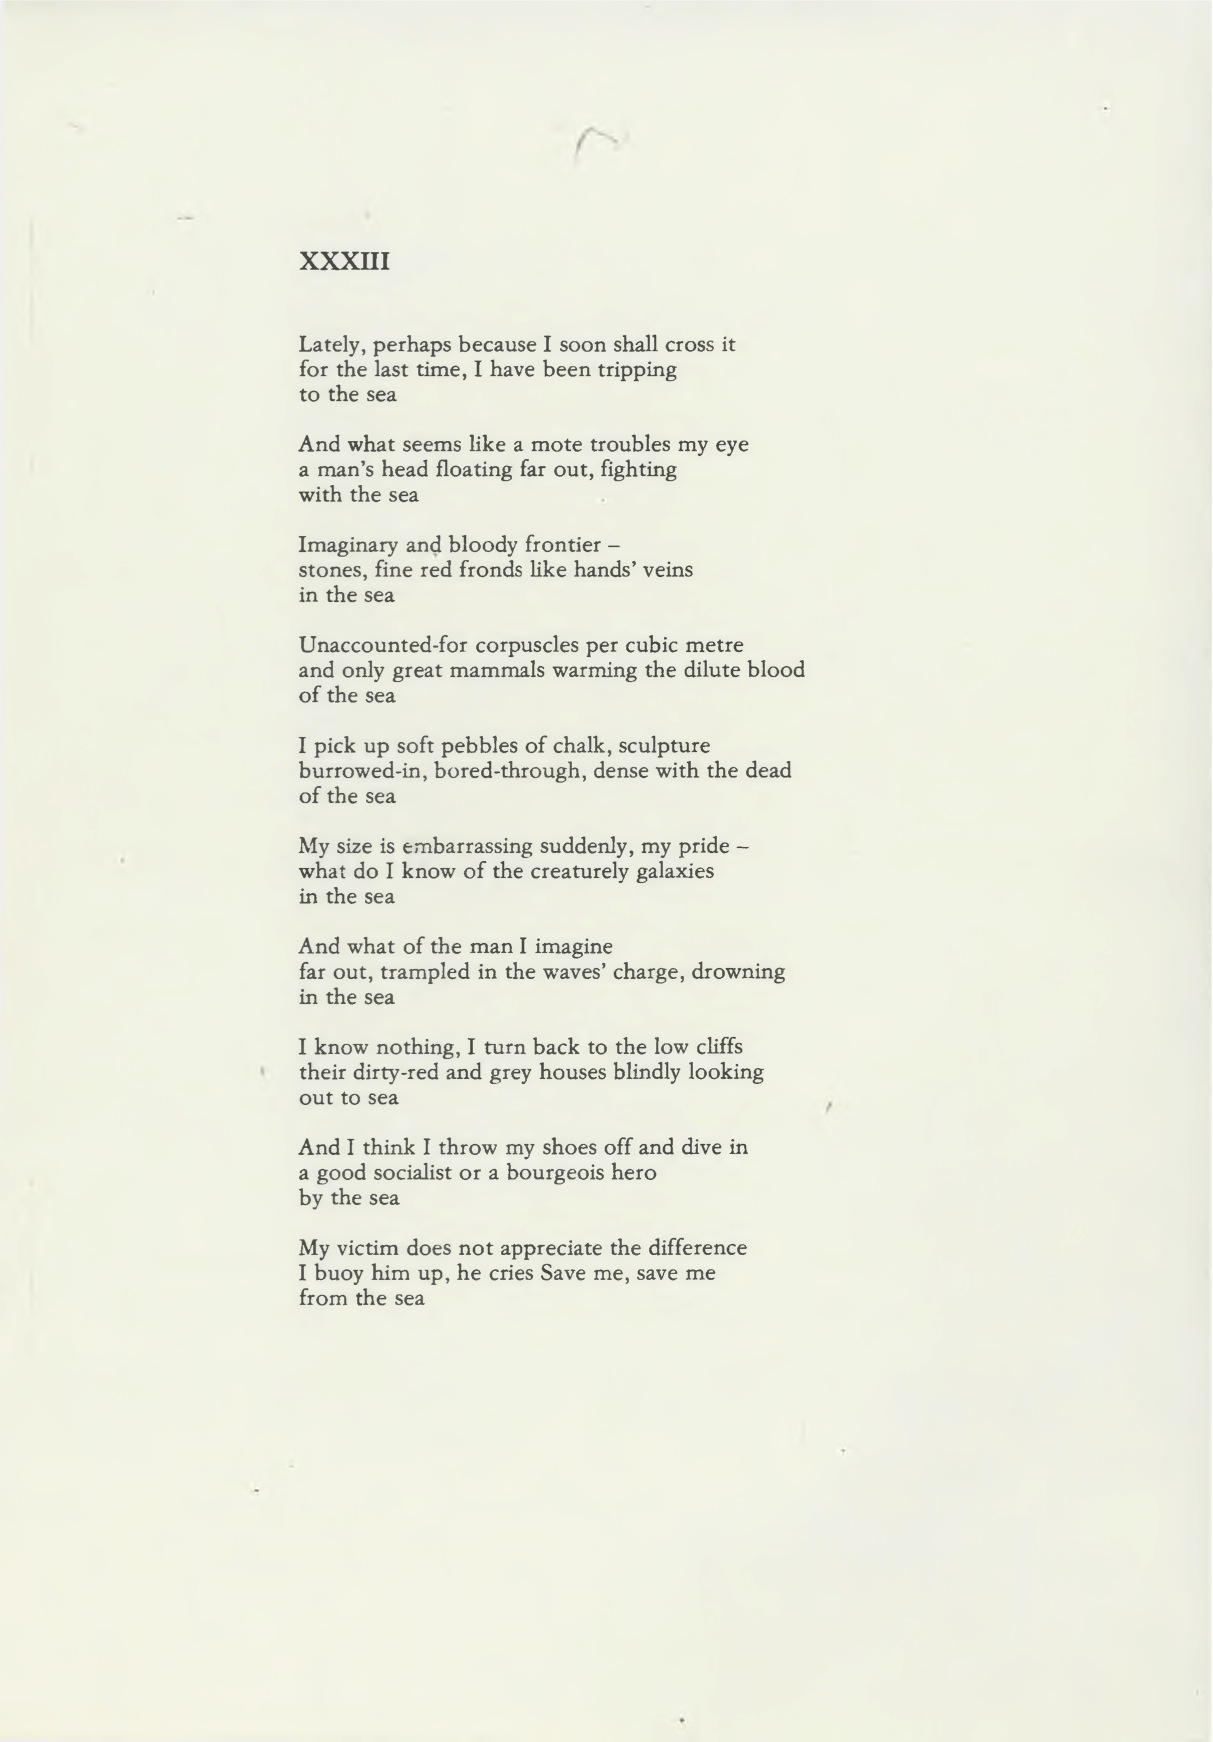 XXXIII
Lately, perhaps because I soon shall cross it
for the last time, I have been tripping
to the sea
And what seems like a mote troubles my eye
a man's head floating far out, fighting
with the sea
Imaginary and bloody frontier –
stones, fine red fronds like hands' veins
in the sea
Unaccounted-for corpuscles per cubic metre
and only great mammals warming the dilute blood
of the sea
I pick up soft pebbles of chalk, sculpture
burrowed-in, bored-through, dense with the dead
of the sea
My size is embarrassing suddenly, my pride –
what do I know of the creaturely galaxies
in the sea
And what of the man I imagine
far out, trampled in the waves' charge, drowning
in the sea
I know nothing, I turn back to the low cliffs
their dirty-red and grey houses blindly looking
out to sea
And I think I throw my shoes off and dive in
a good socialist or a bourgeois hero
by the sea
My victim does not appreciate the difference
I buoy him up, he cries Save me, save me
from the sea